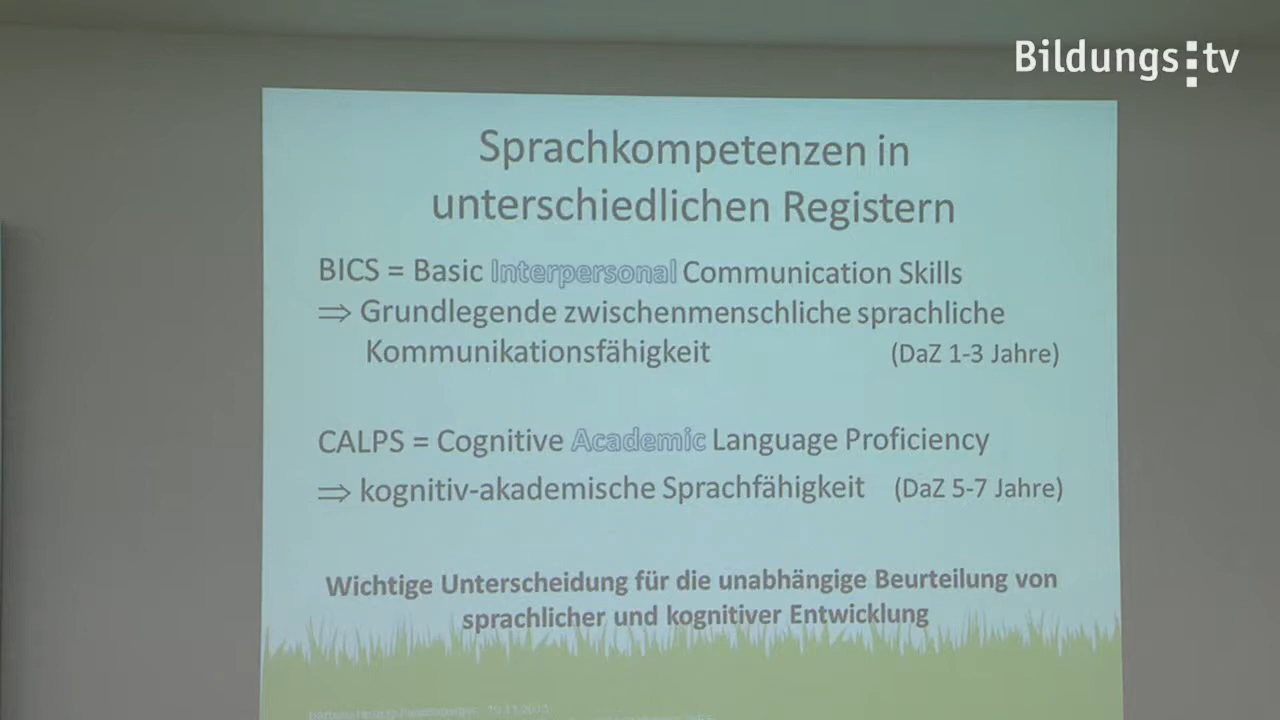 Bildungs:tv
Sprachkompetenzen in
unterschiedlichen Registern
BICS = Basic Interpersonal Communication Skills
⇒ Grundlegende zwischenmenschliche sprachliche
Kommunikationsfähigkeit (DaZ 1-3 Jahre)
CALPS = Cognitive Academic Language Proficiency
⇒ kognitiv-akademische Sprachfähigkeit (DaZ 5-7 Jahre)
Wichtige Unterscheidung für die unabhängige Beurteilung von
sprachlicher und kognitiver Entwicklung